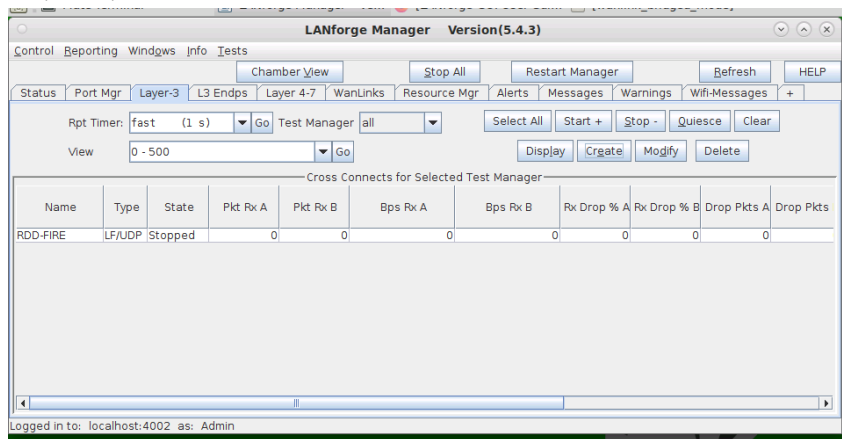 LANforge Manager Version(5.4.3)
Control Reporting Windows Info Tests
Chamber View Stop All Restart Manager Refresh HELP
Status Port Mgr Layer-3 L3 Endps Layer 4-7 WanLinks Resource Mgr Alerts Messages Warnings Wifi-Messages +
Rpt Timer: fast (1 s) Go Test Manager all Select All Start + Stop - Quiesce Clear
View 0 - 500 Go Display Create Modify Delete
Cross Connects for Selected Test Manager
Name Type State Pkt Rx A Pkt Rx B Bps Rx A Bps Rx B Rx Drop % A Rx Drop % B Drop Pkts A Drop Pkts
RDD-FIRE LF/UDP Stopped 0 0 0 0 0 0 0
Logged in to: localhost:4002 as: Admin